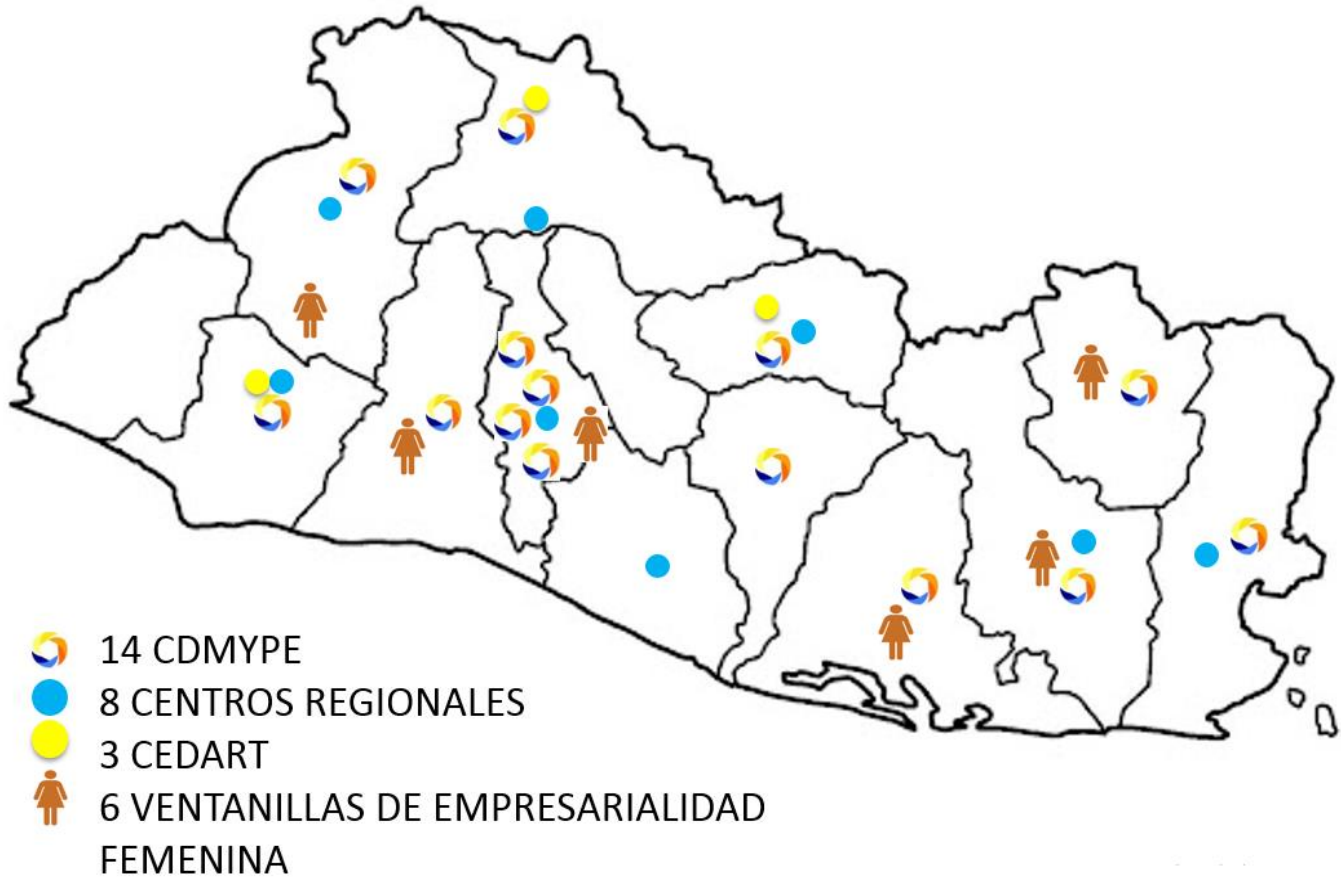 14 CDMYPE
8 CENTROS REGIONALES
3 CEDART
6 VENTANILLAS DE EMPRESARIALIDAD
FEMENINA